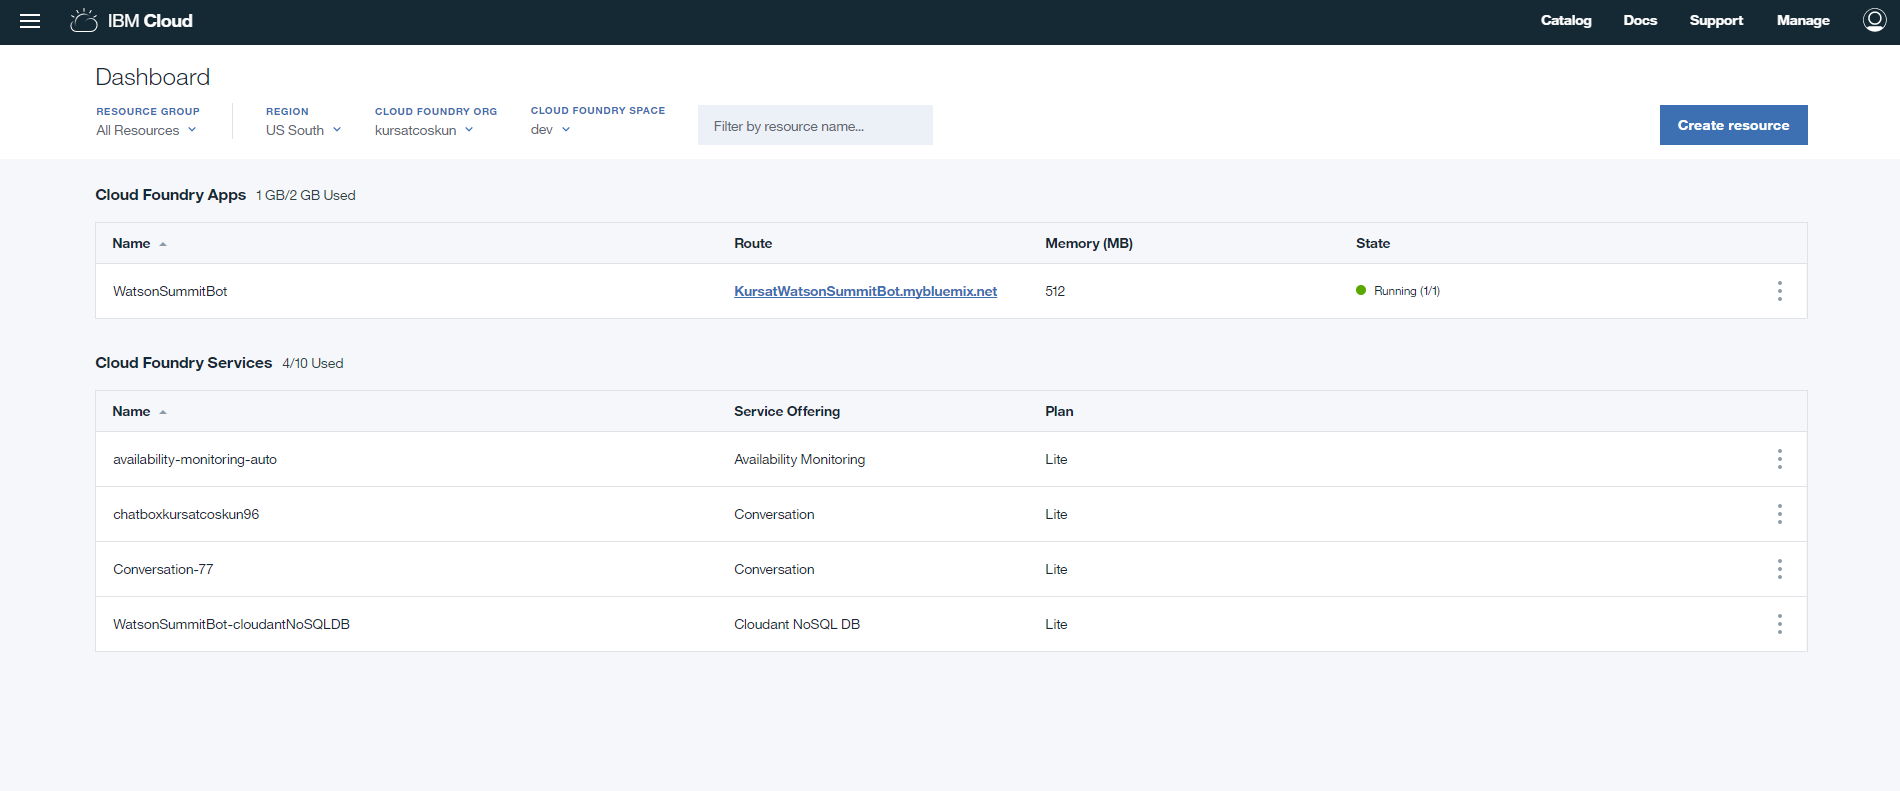 IBM Cloud Catalog Docs Support Manage
Dashboard
RESOURCE GROUP REGION CLOUD FOUNDRY ORG CLOUD FOUNDRY SPACE
All Resources US South kursatcoskun dev Filter by resource name... Create resource
Cloud Foundry Apps 1 GB/2 GB Used
Name Route Memory (MB) State
WatsonSummitBot KursatWatsonSummitBot.mybluemix.net 512 Running (1/1)
Cloud Foundry Services 4/10 Used
Name Service Offering Plan
availability-monitoring-auto Availability Monitoring Lite
chatboxkursatcoskun96 Conversation Lite
Conversation-77 Conversation Lite
WatsonSummitBot-cloudantNoSQLDB Cloudant NoSQL DB Lite